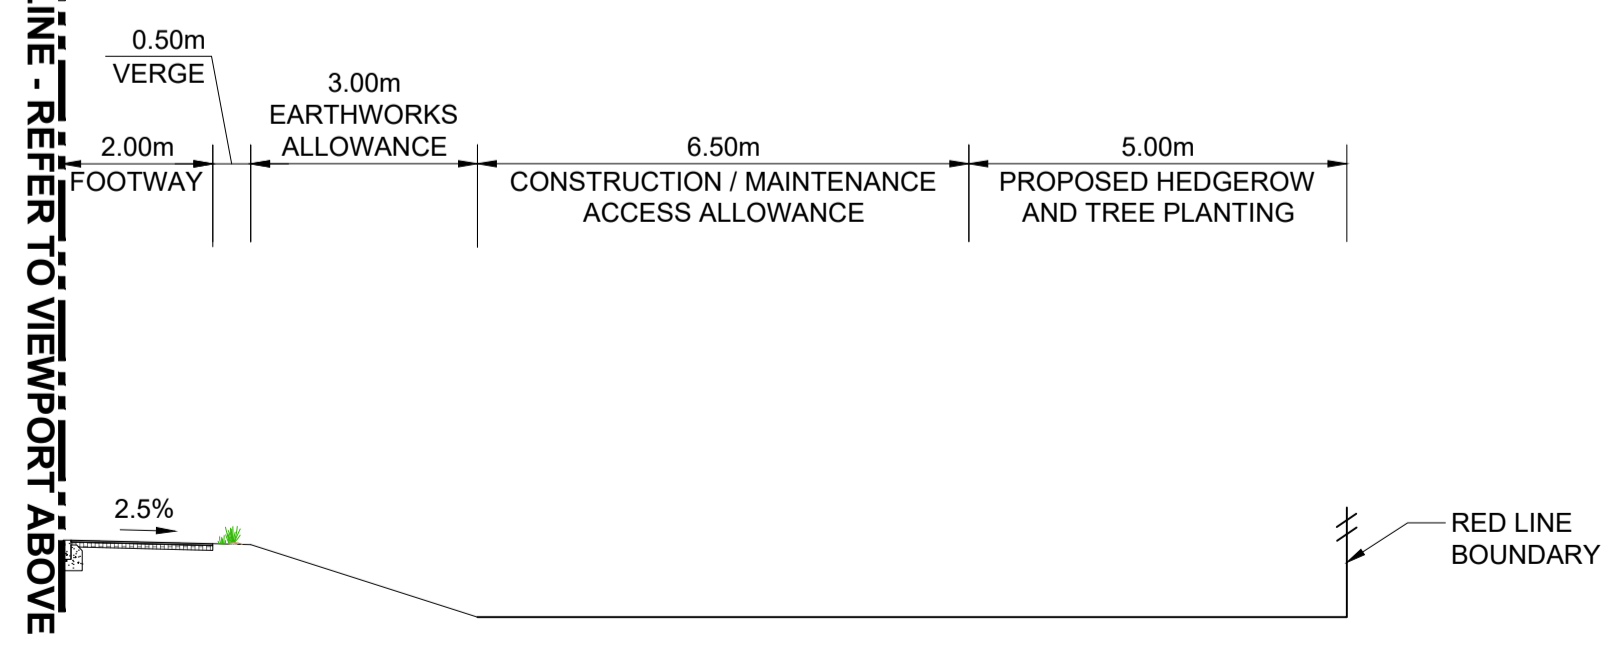 LINE - REFER TO VIEWPORT ABOVE
0.50m
VERGE
3.00m
EARTHWORKS
ALLOWANCE
2.00m
FOOTWAY
6.50m
CONSTRUCTION / MAINTENANCE
ACCESS ALLOWANCE
5.00m
PROPOSED HEDGEROW
AND TREE PLANTING
2.5%
RED LINE
BOUNDARY